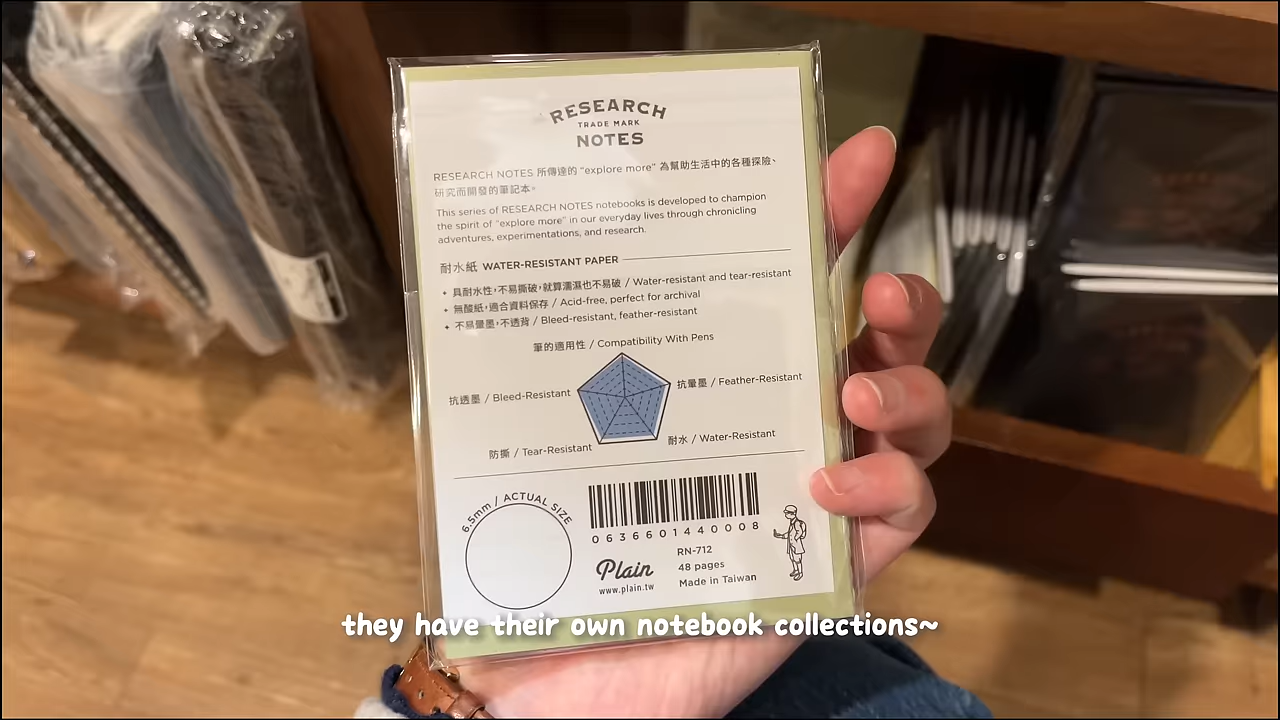 RESEARCH
TRADE MARK
NOTES
RESEARCH NOTES 所傳達的 "explore more" 為幫助生活中的各種探險、
研究而開發的筆記本。
This series of RESEARCH NOTES notebooks is developed to champion
the spirit of "explore more" in our everyday lives through chronicling
adventures, experimentations, and research.
耐水紙 WATER-RESISTANT PAPER
✦ 具耐水性，不易撕破，就算濡濕也不易破 / Water-resistant and tear-resistant
✦ 無酸紙，適合資料保存 / Acid-free, perfect for archival
✦ 不易暈墨，不透背 / Bleed-resistant, feather-resistant
筆的適用性 / Compatibility With Pens
抗透墨 / Bleed-Resistant
抗暈墨 / Feather-Resistant
防撕 / Tear-Resistant
耐水 / Water-Resistant
6.5mm / ACTUAL SIZE
0636601440008
Plain
www.plain.tw
RN-712
48 pages
Made in Taiwan
they have their own notebook collections~